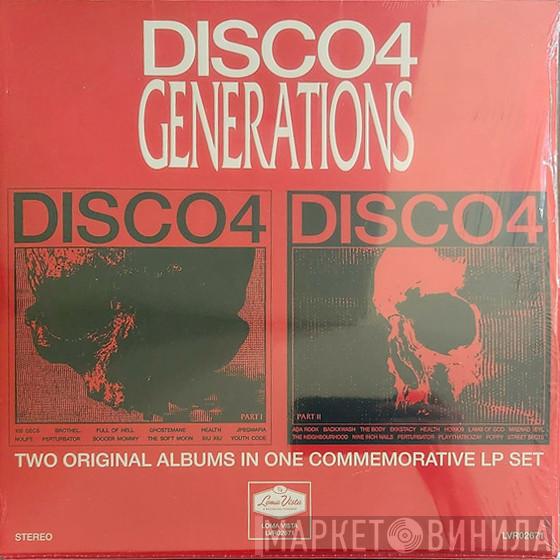 DISCO4
GENERATIONS
DISCO4
PART I
100 GECS BROTHEL. FULL OF HELL GHOSTEMANE HEALTH JPEGMAFIA
NOLIFE PERTURBATOR SOCCER MOMMY THE SOFT MOON XIU XIU YOUTH CODE
DISCO4
PART II
ADA ROOK BACKXWASH THE BODY EKKSTACY HEALTH HO99O9 LAMB OF GOD MAENAD VEYL
THE NEIGHBOURHOOD NINE INCH NAILS PERTURBATOR PLAYTHATBOIZAY POPPY STREET SECTS
TWO ORIGINAL ALBUMS IN ONE COMMEMORATIVE LP SET
Loma Vista
LOMA VISTA
LVR02671
STEREO
LVR02671
МАРКЕТ ВИНИЛА